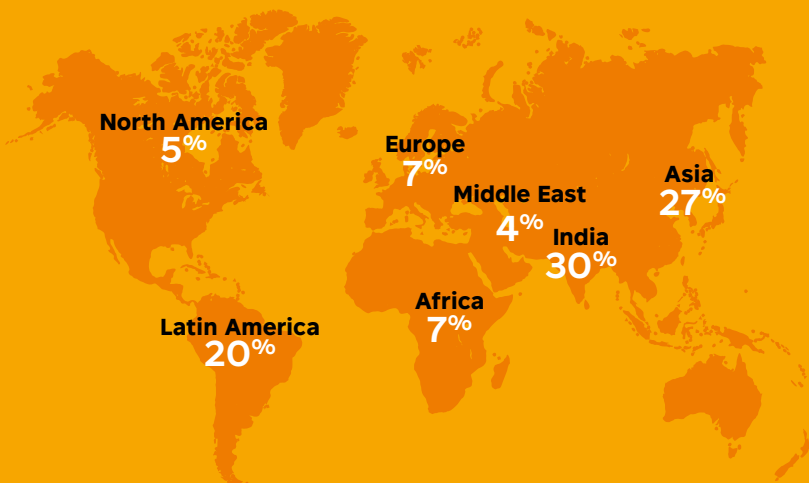 North America
5%
Europe
7%
Middle East
4%
India
30%
Asia
27%
Africa
7%
Latin America
20%